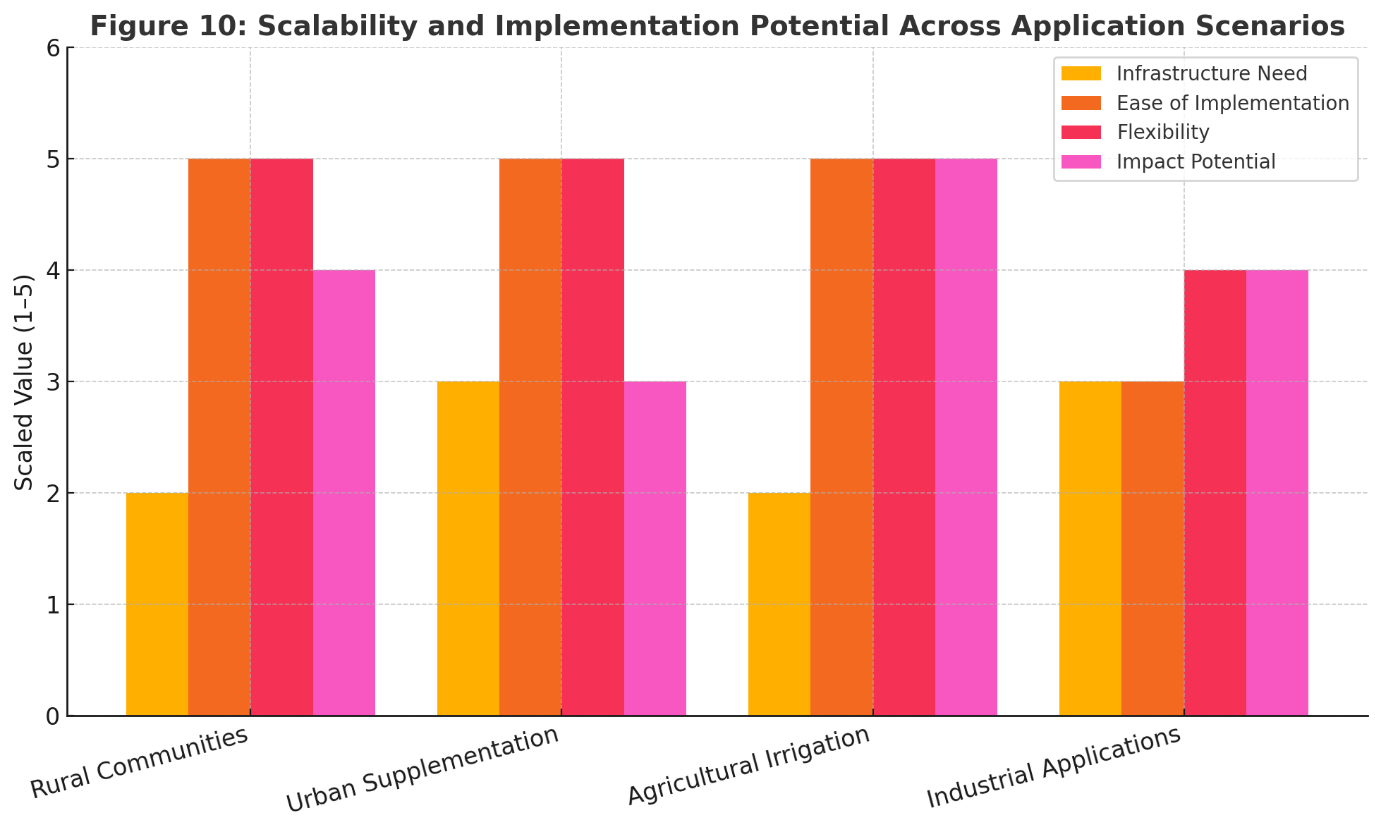 Figure 10: Scalability and Implementation Potential Across Application Scenarios
Infrastructure Need
Ease of Implementation
Flexibility
Impact Potential
Scaled Value (1–5)
6
5
4
3
2
1
0
Rural Communities
Urban Supplementation
Agricultural Irrigation
Industrial Applications